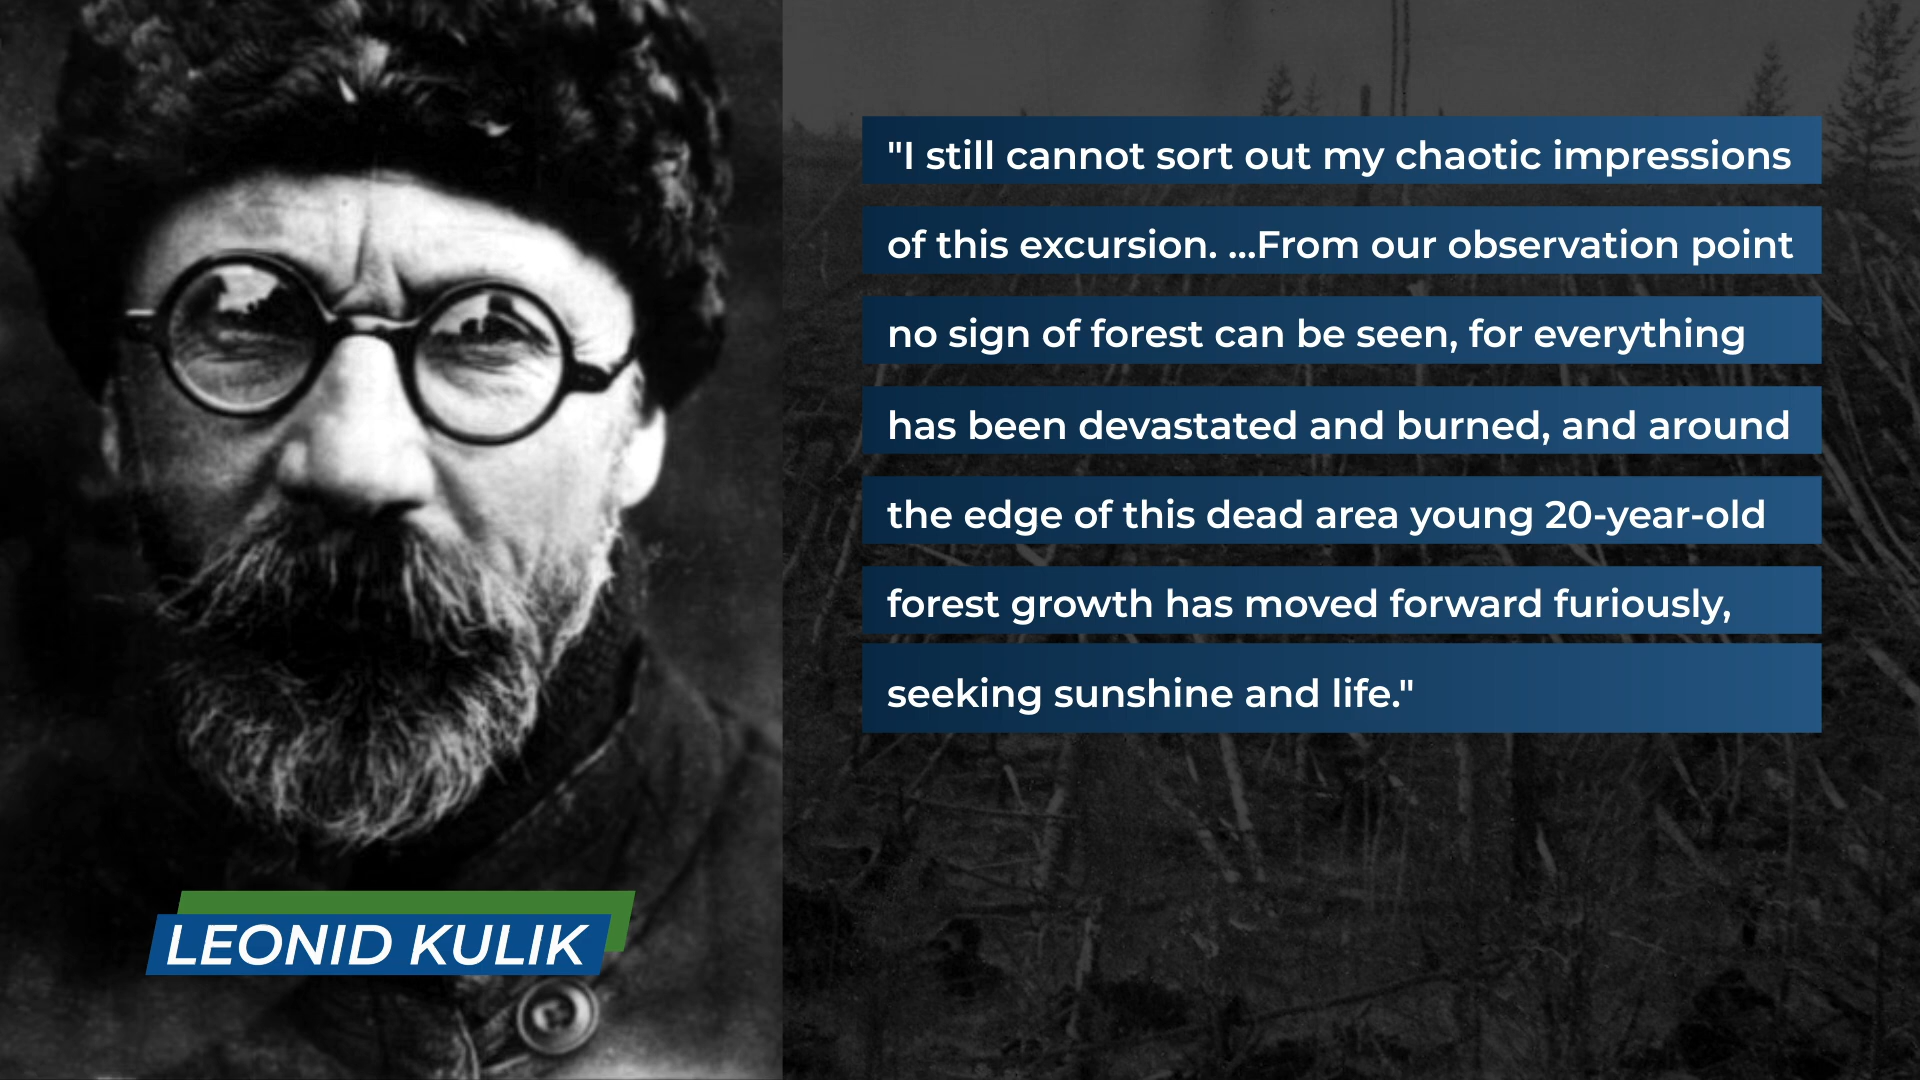 "I still cannot sort out my chaotic impressions
of this excursion. ...From our observation point
no sign of forest can be seen, for everything
has been devastated and burned, and around
the edge of this dead area young 20-year-old
forest growth has moved forward furiously,
seeking sunshine and life."
LEONID KULIK